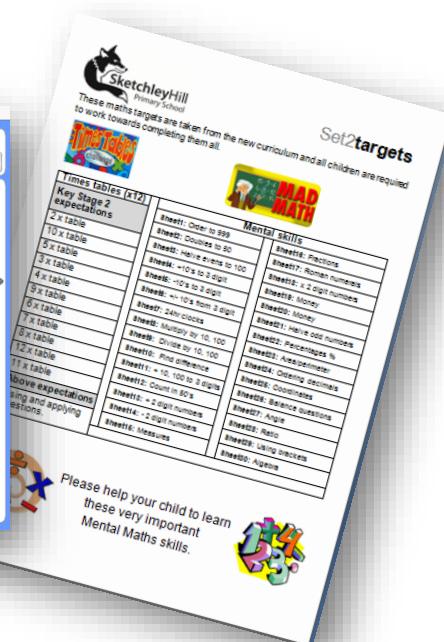 SketchleyHill
Primary School
Set2targets
These maths targets are taken from the new curriculum and all children are required
to work towards completing them all.
Times Tables
challenge
MAD
MATH
Times tables (x12)
Key Stage 2
expectations
2 x table
10 x table
5 x table
3 x table
4 x table
9 x table
6 x table
7 x table
8 x table
12 x table
11 x table
Above expectations
sing and applying
estions.
Mental skills
Sheet1: Order to 999
Sheet2: Doubles to 50
Sheet3: Halve evens to 100
Sheet4: +10's to 3 digit
Sheet5: -10's to 3 digit
Sheet6: +/- 10's from 3 digit
Sheet7: 24hr clocks
Sheet8: Multiply by 10, 100
Sheet9: Divide by 10, 100
Sheet10: Find difference
Sheet11: + 10, 100 to 3 digits
Sheet12: Count in 50's
Sheet13: + 2 digit numbers
Sheet14: - 2 digit numbers
Sheet15: Measures
Sheet16: Fractions
Sheet17: Roman numerals
Sheet18: x 2 digit numbers
Sheet19: Money
Sheet20: Money
Sheet21: Halve odd numbers
Sheet22: Percentages %
Sheet23: Area/perimeter
Sheet24: Ordering decimals
Sheet25: Coordinates
Sheet26: Balance questions
Sheet27: Angle
Sheet28: Ratio
Sheet29: Using brackets
Sheet30: Algebra
Please help your child to learn
these very important
Mental Maths skills.